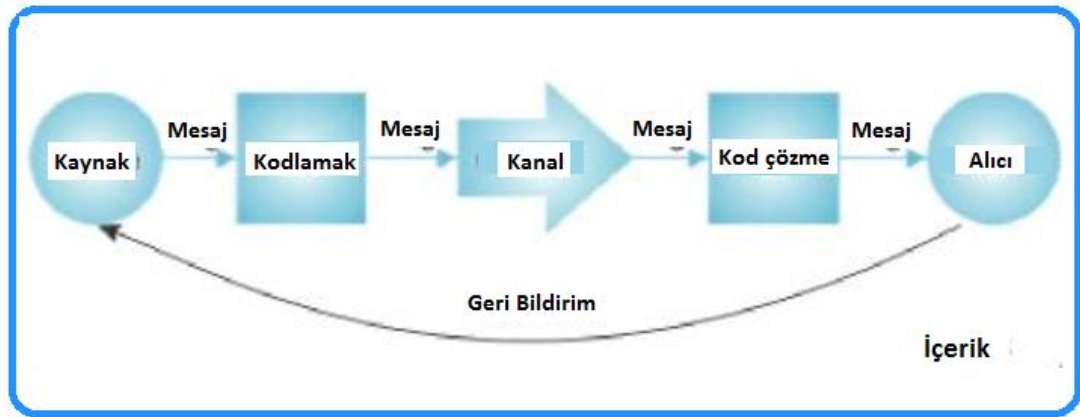 Kaynak
Mesaj
Kodlamak
Mesaj
Kanal
Mesaj
Kod çözme
Mesaj
Alıcı
Geri Bildirim
İçerik